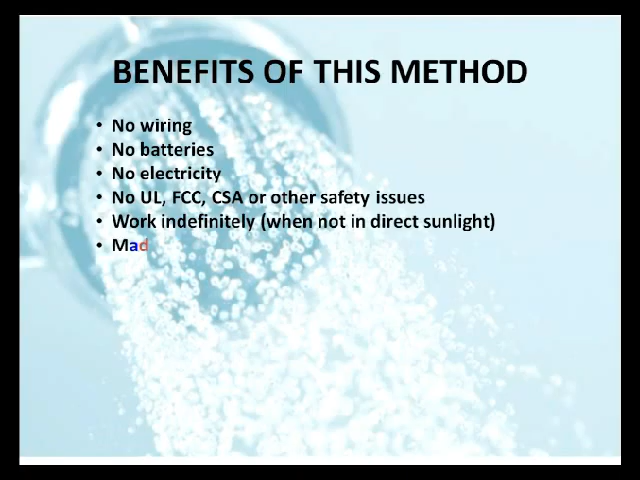 BENEFITS OF THIS METHOD
• No wiring
• No batteries
• No electricity
• No UL, FCC, CSA or other safety issues
• Work indefinitely (when not in direct sunlight)
• Mad